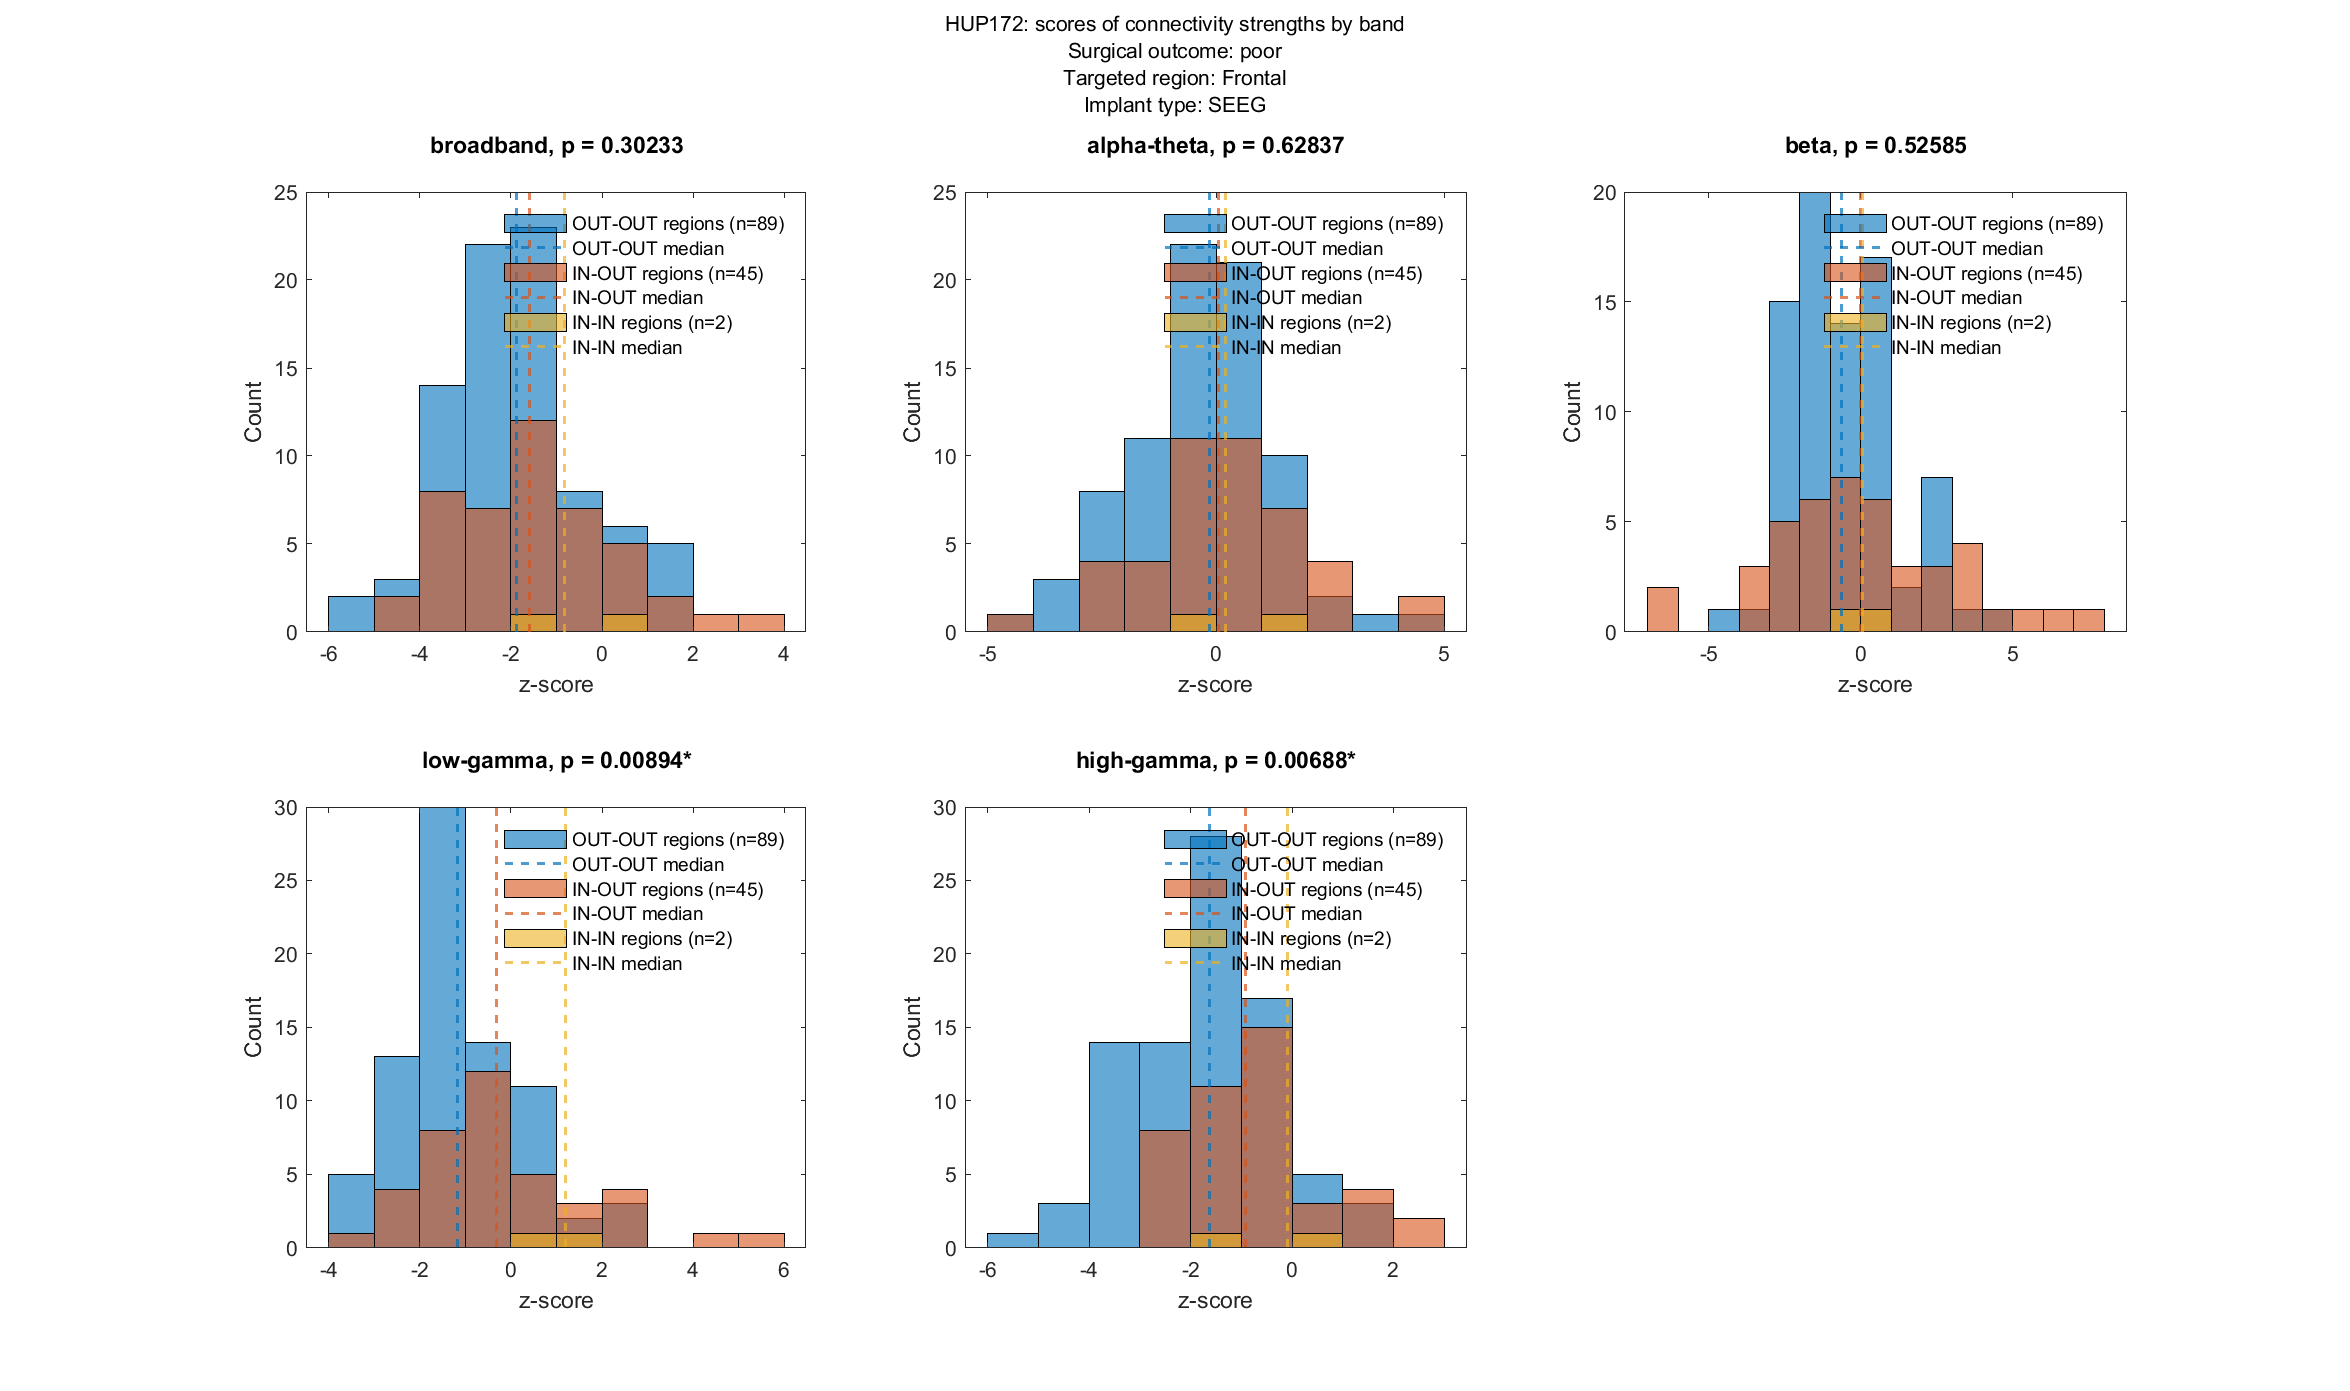 HUP172: scores of connectivity strengths by band
Surgical outcome: poor
Targeted region: Frontal
Implant type: SEEG
broadband, p = 0.30233
25
20
15
10
5
0
Count
-6 -4 -2 0 2 4
z-score
OUT-OUT regions (n=89)
OUT-OUT median
IN-OUT regions (n=45)
IN-OUT median
IN-IN regions (n=2)
IN-IN median
alpha-theta, p = 0.62837
25
20
15
10
5
0
Count
-5 0 5
z-score
OUT-OUT regions (n=89)
OUT-OUT median
IN-OUT regions (n=45)
IN-OUT median
IN-IN regions (n=2)
IN-IN median
beta, p = 0.52585
20
15
10
5
0
Count
-5 0 5
z-score
OUT-OUT regions (n=89)
OUT-OUT median
IN-OUT regions (n=45)
IN-OUT median
IN-IN regions (n=2)
IN-IN median
low-gamma, p = 0.00894*
30
25
20
15
10
5
0
Count
-4 -2 0 2 4 6
z-score
OUT-OUT regions (n=89)
OUT-OUT median
IN-OUT regions (n=45)
IN-OUT median
IN-IN regions (n=2)
IN-IN median
high-gamma, p = 0.00688*
30
25
20
15
10
5
0
Count
-6 -4 -2 0 2
z-score
OUT-OUT regions (n=89)
OUT-OUT median
IN-OUT regions (n=45)
IN-OUT median
IN-IN regions (n=2)
IN-IN median